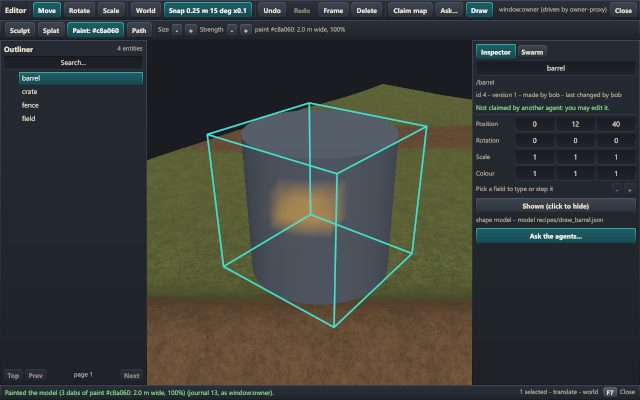 Editor Move Rotate Scale World Snap 0.25 m 15 deg x0.1 Undo Redo Frame Delete Claim map Ask... Draw window:owner (driven by owner-proxy) Close
Sculpt Splat Paint: #c8a060 Path Size - + Strength - + paint #c8a060: 2.0 m wide, 100%
Outliner 4 entities
Search...
barrel
crate
fence
field
Top Prev page 1 Next
Inspector Swarm
barrel
/barrel
id 4 - version 1 - made by bob - last changed by bob
Not claimed by another agent: you may edit it.
Position 0 12 40
Rotation 0 0 0
Scale 1 1 1
Colour 1 1 1
Pick a field to type or step it - +
Shown (click to hide)
shape model - model recipes/draw_barrel.json
Ask the agents...
Painted the model (3 dabs of paint #c8a060: 2.0 m wide, 100%) (journal 13, as window:owner). 1 selected - translate - world F7 Close